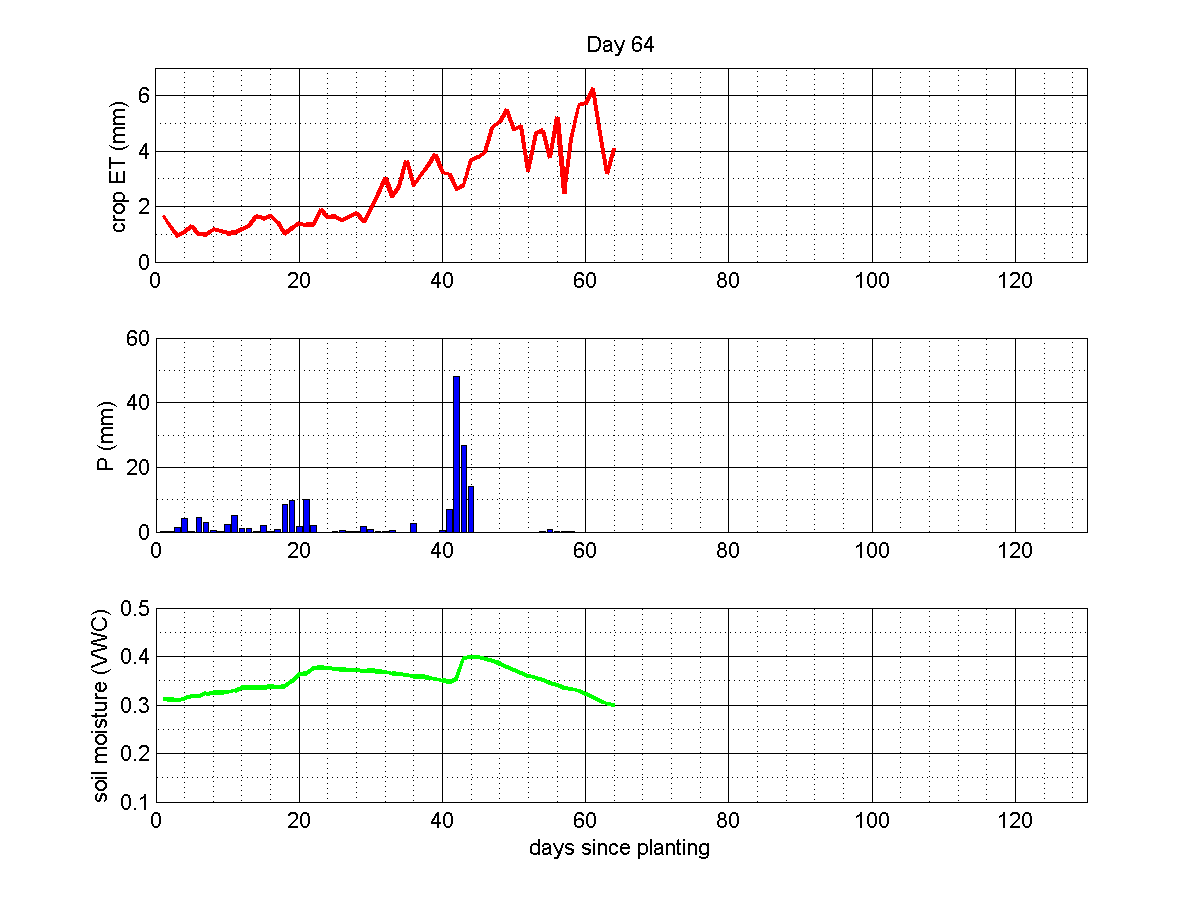 Day 64
crop ET (mm)
6
4
2
0
0 20 40 60 80 100 120
P (mm)
60
40
20
0
0 20 40 60 80 100 120
soil moisture (VWC)
0.5
0.4
0.3
0.2
0.1
0 20 40 60 80 100 120
days since planting